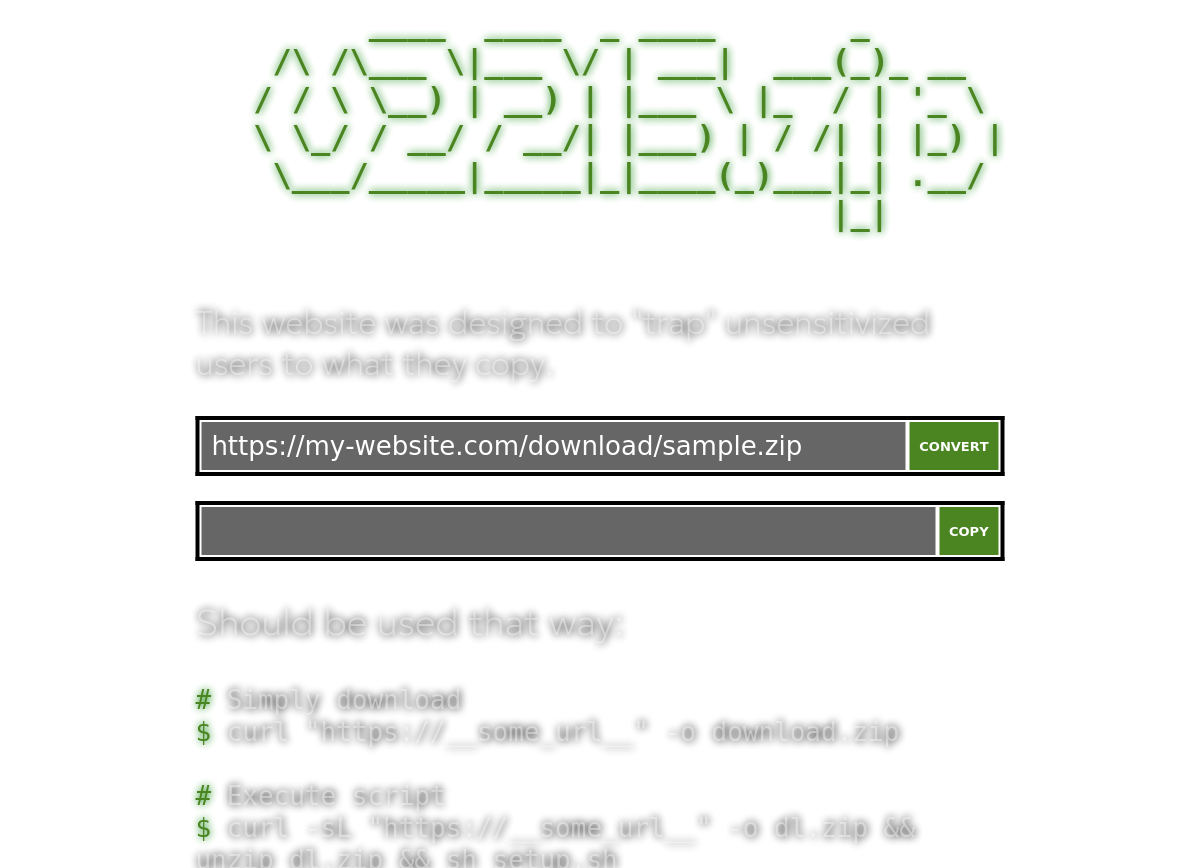 U2215.zip
This website was designed to "trap" unsensitivized
users to what they copy.
https://my-website.com/download/sample.zip CONVERT
COPY
Should be used that way:
# Simply download
$ curl "https://__some_url__" -o download.zip
# Execute script
$ curl -sL "https://__some_url__" -o dl.zip &&
unzip dl.zip && sh setup.sh